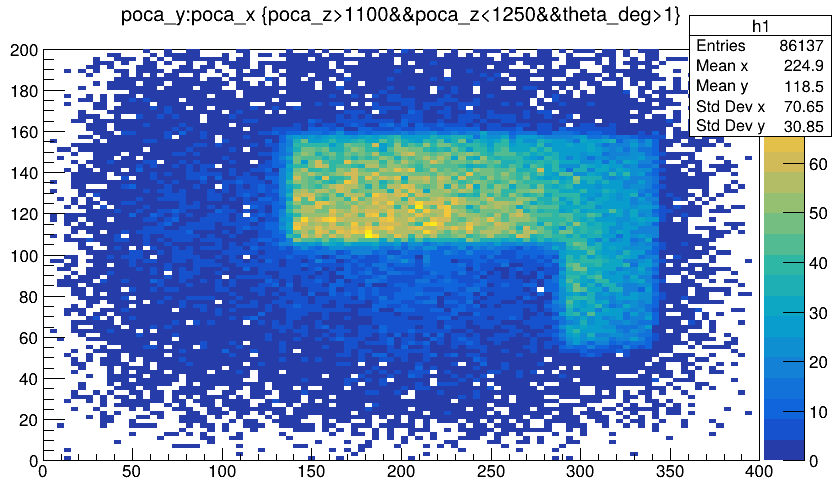 poca_y:poca_x {poca_z>1100&&poca_z<1250&&theta_deg>1}
h1
Entries 86137
Mean x 224.9
Mean y 118.5
Std Dev x 70.65
Std Dev y 30.85
200
180
160
140
120
100
80
60
40
20
0
0 50 100 150 200 250 300 350 400
60
50
40
30
20
10
0